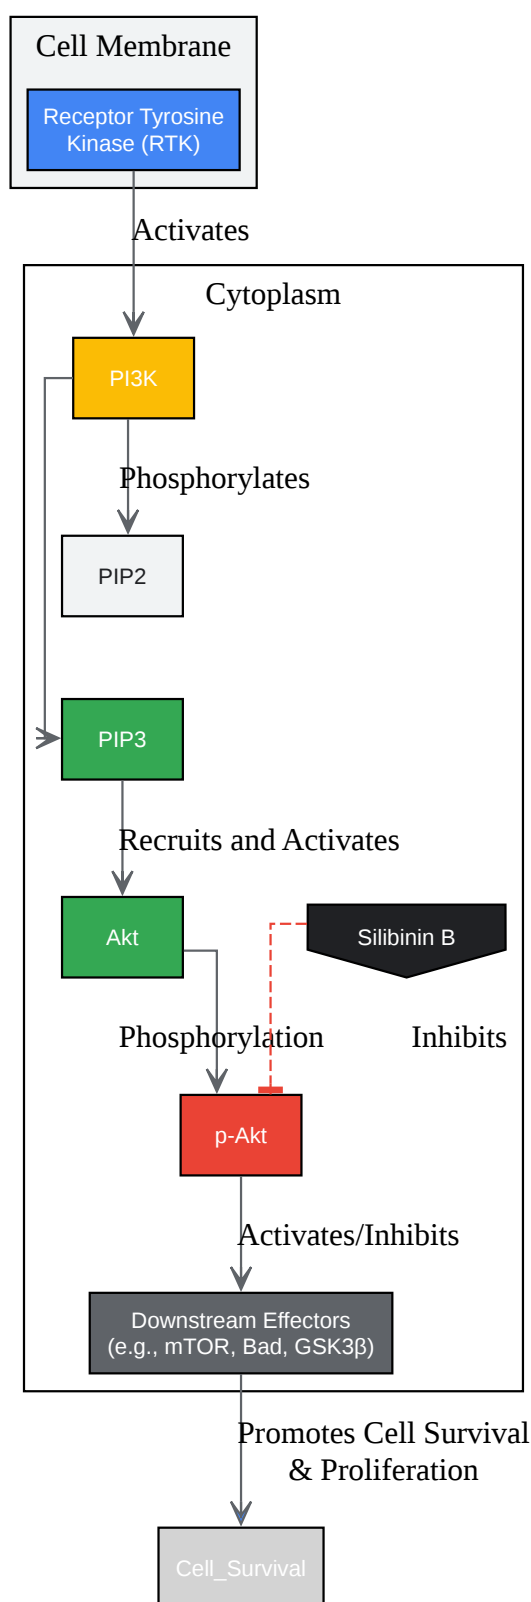 Cell Membrane
Receptor Tyrosine
Kinase (RTK)
Activates
Cytoplasm
PI3K
Phosphorylates
PIP2
PIP3
Recruits and Activates
Akt
Silibinin B
Phosphorylation
Inhibits
p-Akt
Activates/Inhibits
Downstream Effectors
(e.g., mTOR, Bad, GSK3β)
Promotes Cell Survival
& Proliferation
Cell_Survival